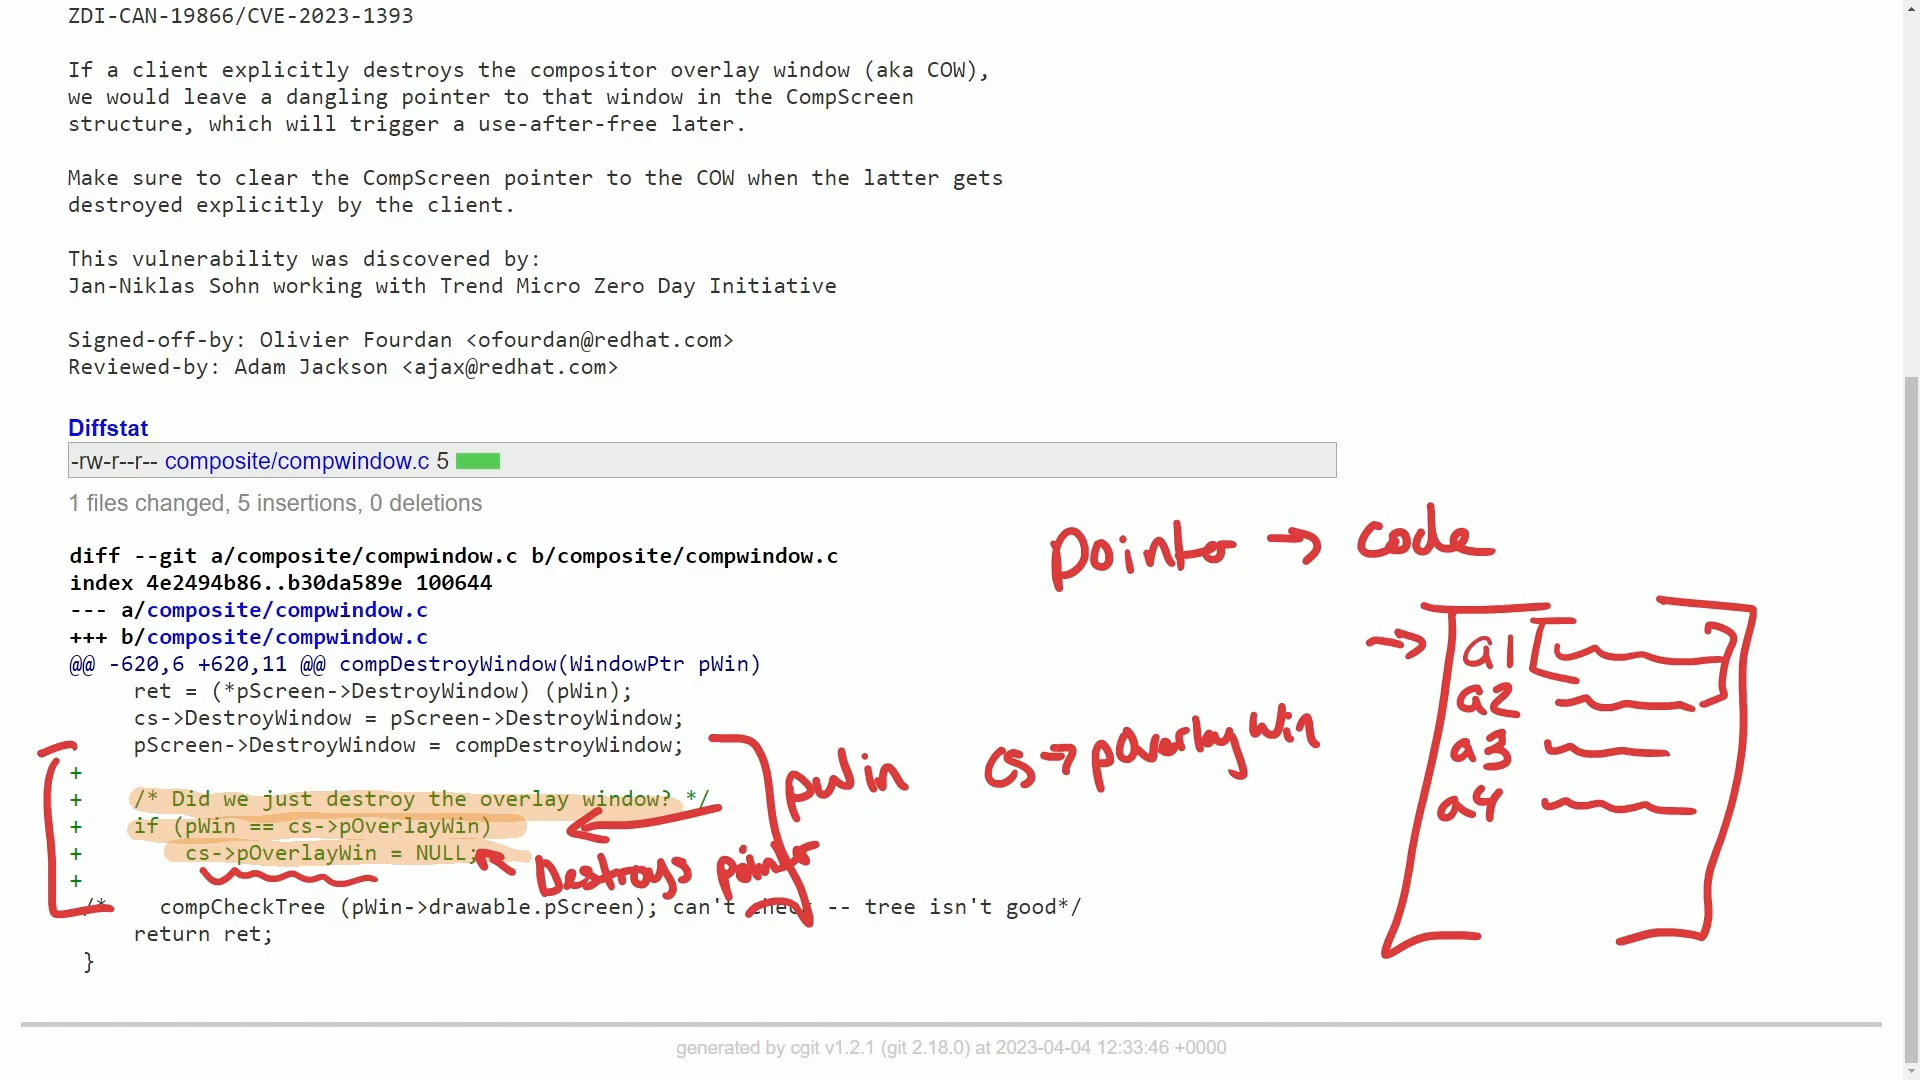 ZDI-CAN-19866/CVE-2023-1393
If a client explicitly destroys the compositor overlay window (aka COW),
we would leave a dangling pointer to that window in the CompScreen
structure, which will trigger a use-after-free later.
Make sure to clear the CompScreen pointer to the COW when the latter gets
destroyed explicitly by the client.
This vulnerability was discovered by:
Jan-Niklas Sohn working with Trend Micro Zero Day Initiative
Signed-off-by: Olivier Fourdan <ofourdan@redhat.com>
Reviewed-by: Adam Jackson <ajax@redhat.com>
Diffstat
-rw-r--r-- composite/compwindow.c 5
1 files changed, 5 insertions, 0 deletions
diff --git a/composite/compwindow.c b/composite/compwindow.c
index 4e2494b86..b30da589e 100644
--- a/composite/compwindow.c
+++ b/composite/compwindow.c
@@ -620,6 +620,11 @@ compDestroyWindow(WindowPtr pWin)
ret = (*pScreen->DestroyWindow) (pWin);
cs->DestroyWindow = pScreen->DestroyWindow;
pScreen->DestroyWindow = compDestroyWindow;
+
+ /* Did we just destroy the overlay window? */
+ if (pWin == cs->pOverlayWin)
+ cs->pOverlayWin = NULL;
+
/* compCheckTree (pWin->drawable.pScreen); can't check -- tree isn't good*/
return ret;
}
pointer → code
a1
a2
a3
a4
pWin cs→pOverlayWin
Destroys pointer
generated by cgit v1.2.1 (git 2.18.0) at 2023-04-04 12:33:46 +0000